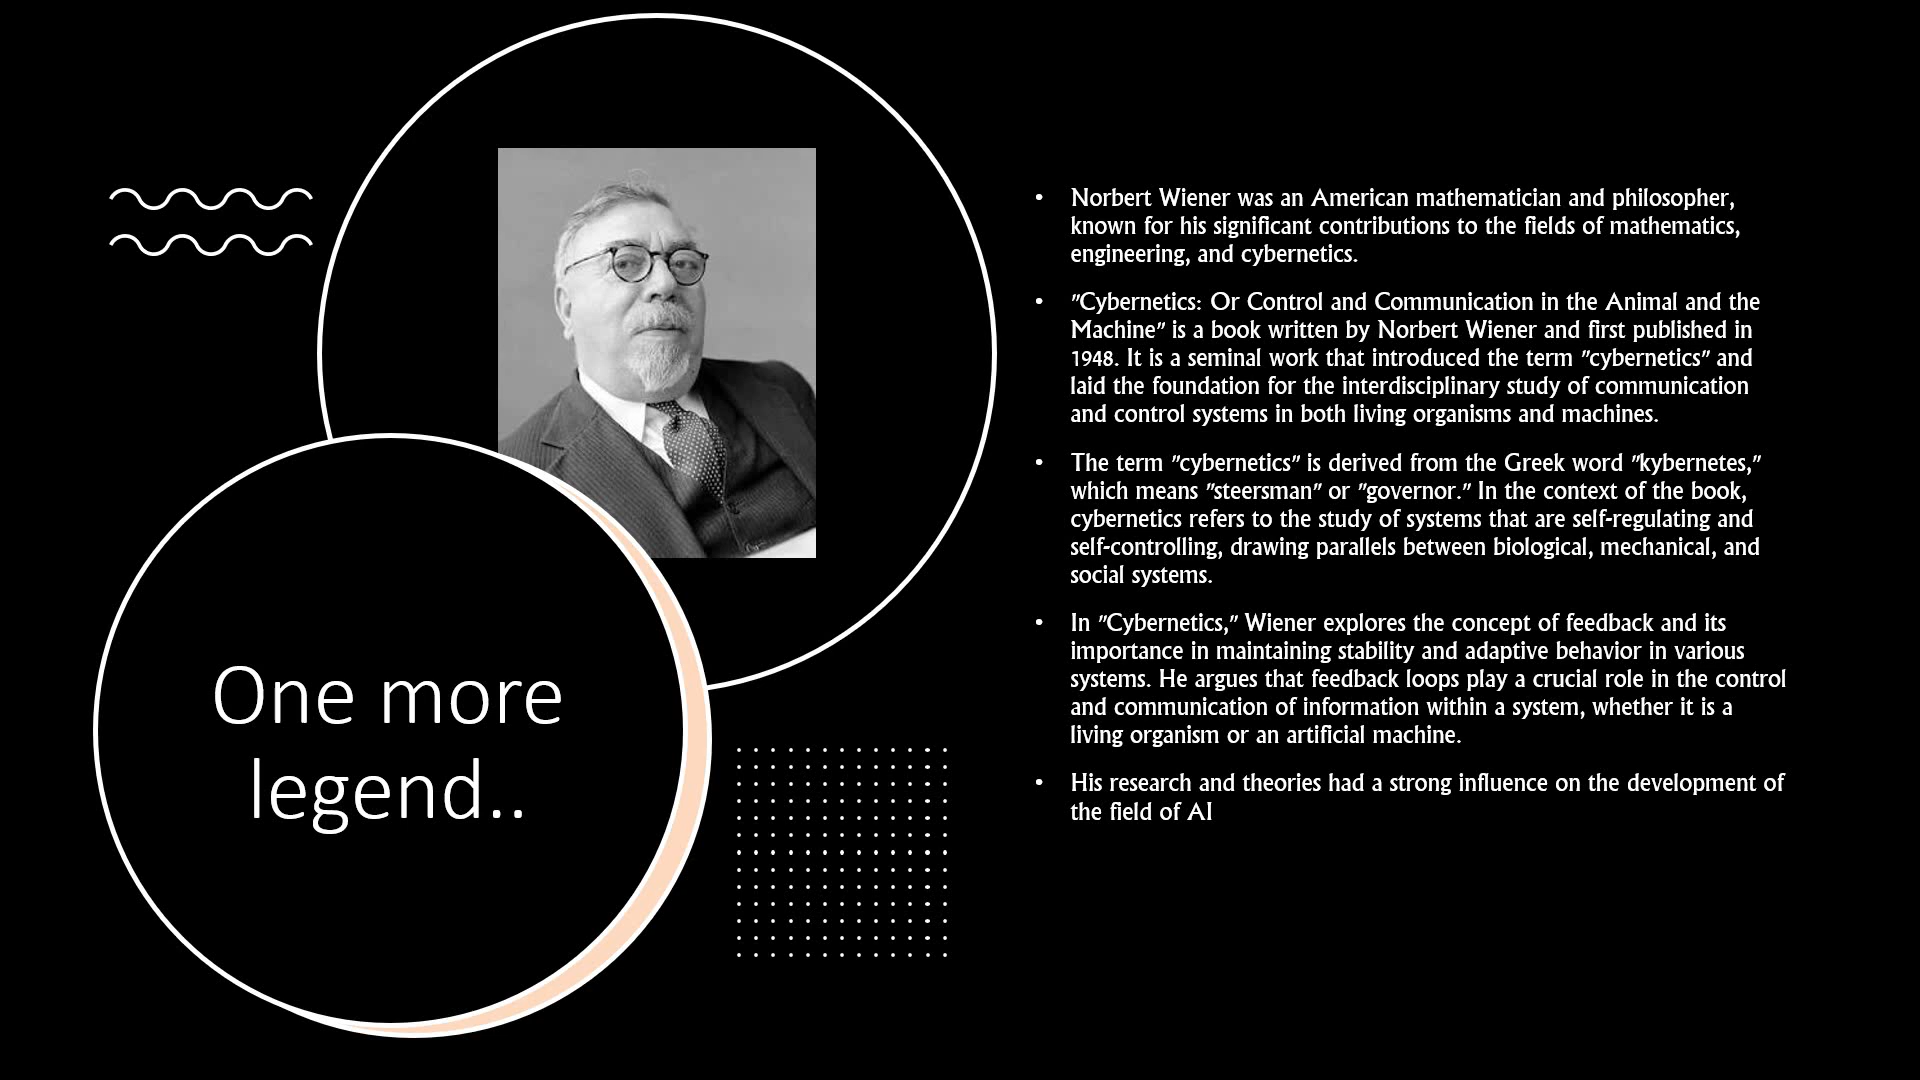 One more
legend..
• Norbert Wiener was an American mathematician and philosopher,
known for his significant contributions to the fields of mathematics,
engineering, and cybernetics.
• "Cybernetics: Or Control and Communication in the Animal and the
Machine" is a book written by Norbert Wiener and first published in
1948. It is a seminal work that introduced the term "cybernetics" and
laid the foundation for the interdisciplinary study of communication
and control systems in both living organisms and machines.
• The term "cybernetics" is derived from the Greek word "kybernetes,"
which means "steersman" or "governor." In the context of the book,
cybernetics refers to the study of systems that are self-regulating and
self-controlling, drawing parallels between biological, mechanical, and
social systems.
• In "Cybernetics," Wiener explores the concept of feedback and its
importance in maintaining stability and adaptive behavior in various
systems. He argues that feedback loops play a crucial role in the control
and communication of information within a system, whether it is a
living organism or an artificial machine.
• His research and theories had a strong influence on the development of
the field of AI